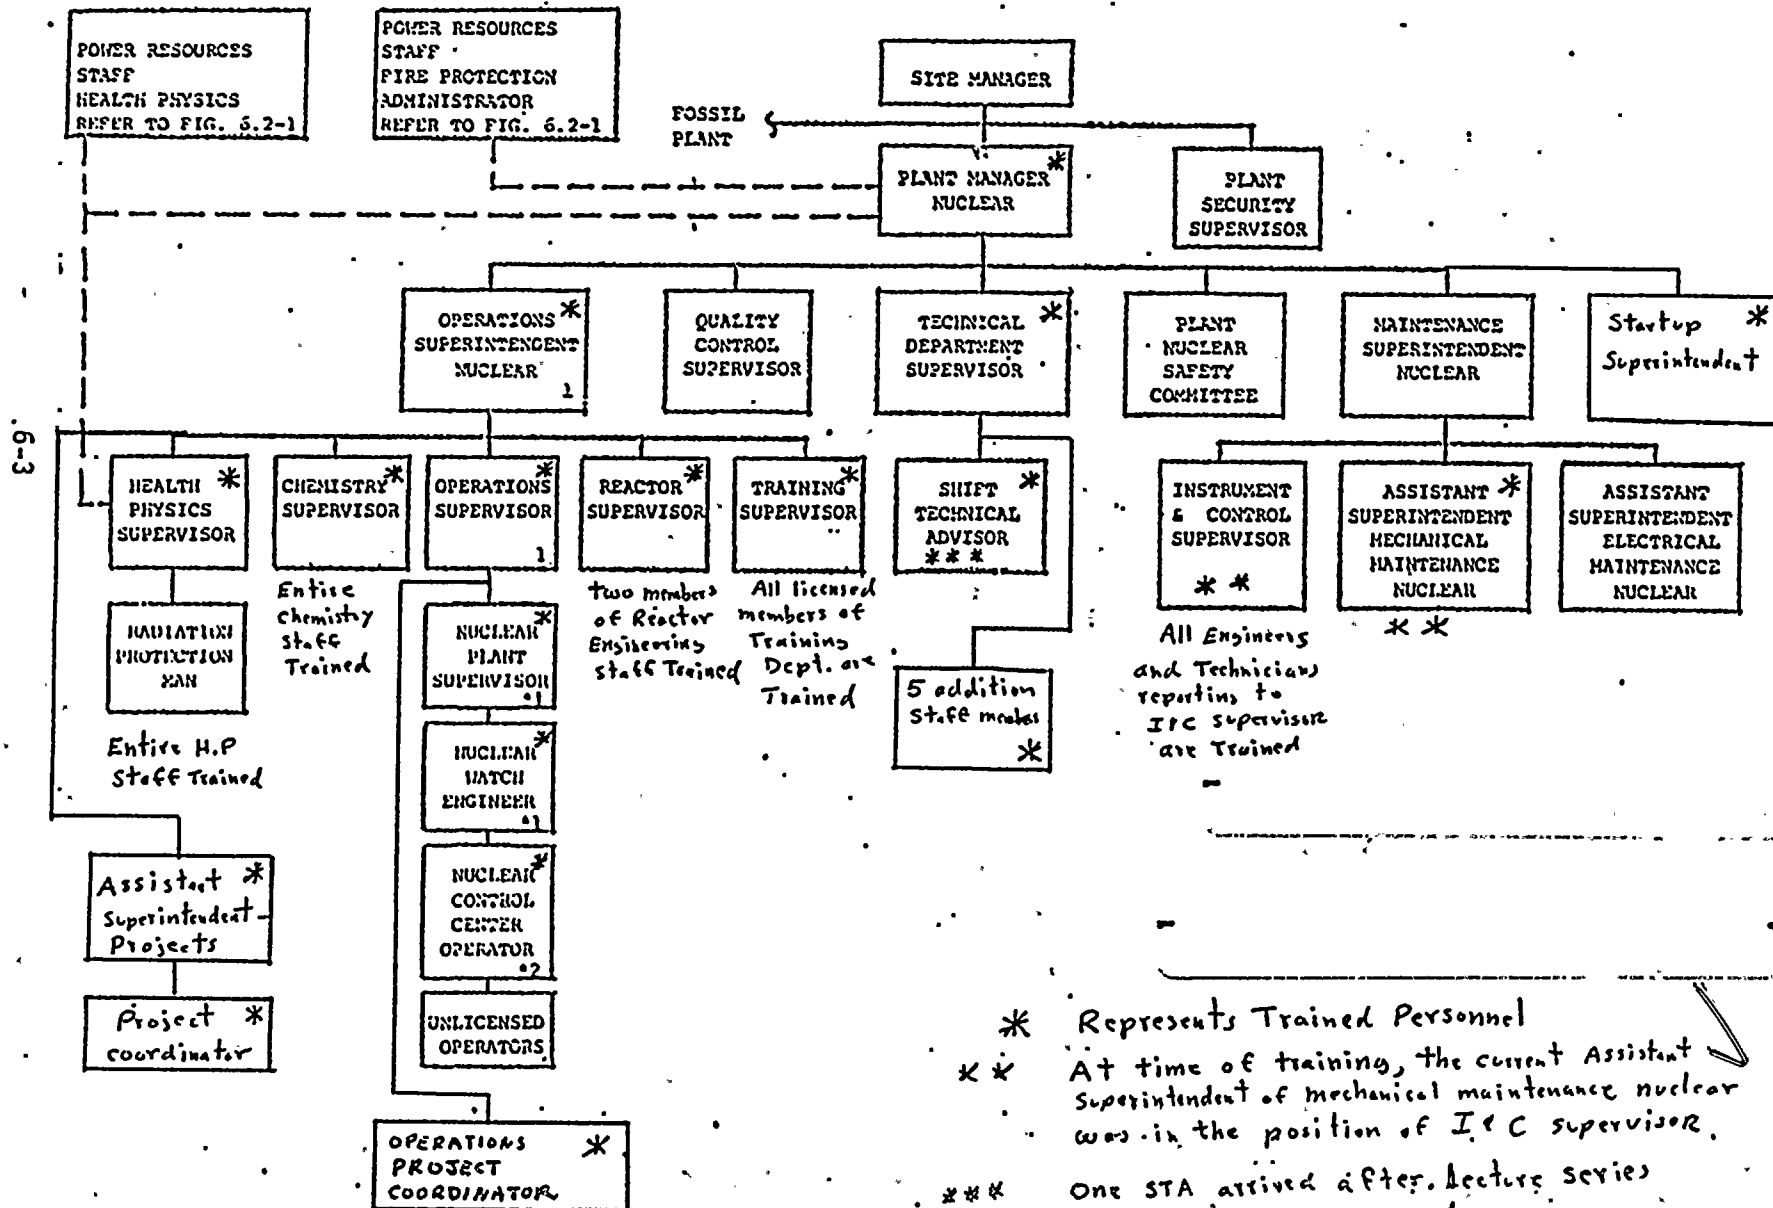 POWER RESOURCES
STAFF
HEALTH PHYSICS
REFER TO FIG. 6.2-1
POWER RESOURCES
STAFF
FIRE PROTECTION
ADMINISTRATOR
REFER TO FIG. 6.2-1
SITE MANAGER
FOSSIL
PLANT
PLANT MANAGER *
NUCLEAR
PLANT
SECURITY
SUPERVISOR
OPERATIONS *
SUPERINTENDENT
NUCLEAR
1
QUALITY
CONTROL
SUPERVISOR
TECHNICAL *
DEPARTMENT
SUPERVISOR
PLANT
NUCLEAR
SAFETY
COMMITTEE
MAINTENANCE
SUPERINTENDENT
NUCLEAR
Startup *
Superintendent
6-3
HEALTH *
PHYSICS
SUPERVISOR
CHEMISTRY *
SUPERVISOR
OPERATIONS *
SUPERVISOR
1
REACTOR *
SUPERVISOR
TRAINING *
SUPERVISOR
SHIFT *
TECHNICAL
ADVISOR
***
INSTRUMENT
& CONTROL
SUPERVISOR
**
ASSISTANT *
SUPERINTENDENT
MECHANICAL
MAINTENANCE
NUCLEAR
**
ASSISTANT
SUPERINTENDENT
ELECTRICAL
MAINTENANCE
NUCLEAR
Entire
Chemistry
Staff
Trained
two members
of Reactor
Engineering
Staff Trained
All licensed
members of
Training
Dept. are
Trained
All Engineers
and Technicians
reporting to
I&C Supervisor
are Trained
RADIATION
PROTECTION
MAN
Entire H.P
Staff Trained
NUCLEAR *
PLANT
SUPERVISOR
*1
NUCLEAR *
WATCH
ENGINEER
*1
NUCLEAR *
CONTROL
CENTER
OPERATOR
*2
UNLICENSED
OPERATORS
5 addition
Staff member
*
Assistant *
Superintendent
Projects
Project *
coordinator
OPERATIONS *
PROJECT
COORDINATOR
* Represents Trained Personnel
** At time of training, the current Assistant
Superintendent of mechanical maintenance nuclear
was in the position of I&C supervisor.
*** One STA arrived after lecture series